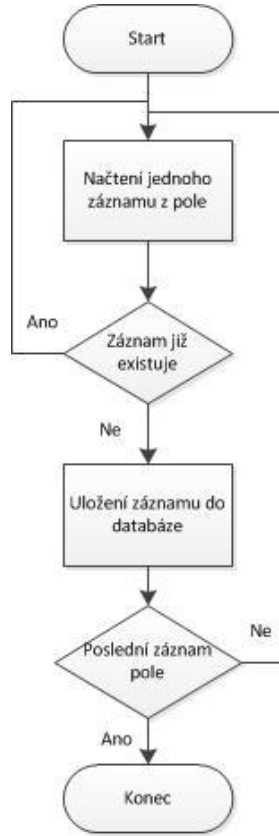 Start
Načtení jednoho
záznamu z pole
Ano
Záznam již
existuje
Ne
Uložení záznamu do
databáze
Poslední záznam
pole
Ne
Ano
Konec